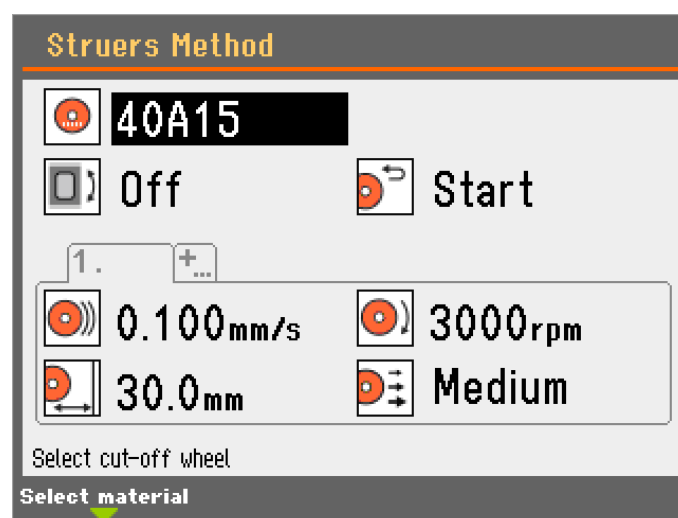 Struers Method
40A15
Off Start
1. +...
0.100mm/s 3000rpm
30.0mm Medium
Select cut-off wheel
Select material